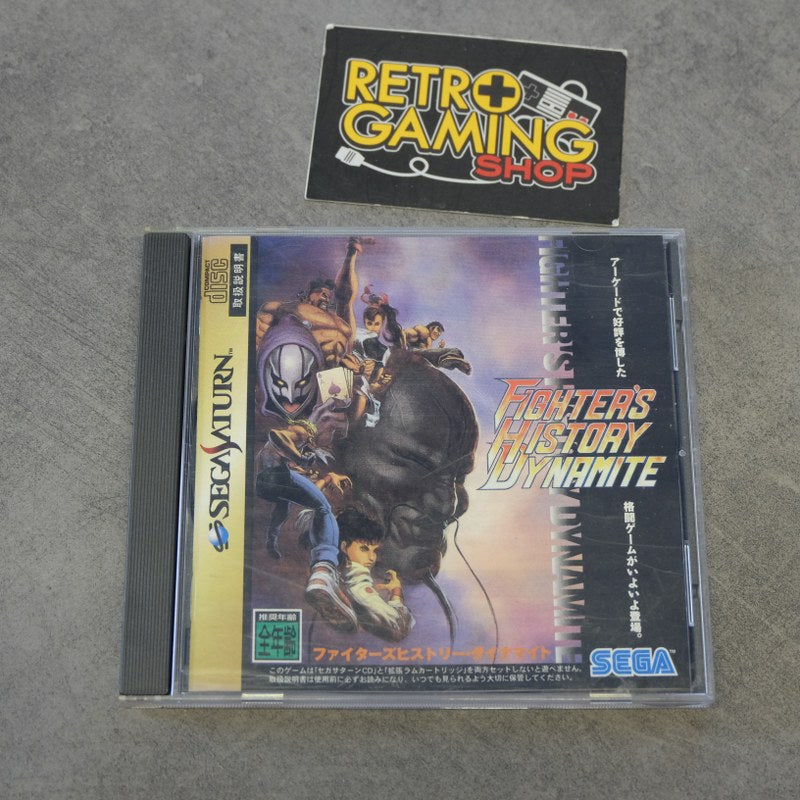 RETRO
GAMING
SHOP
COMPACT
disc
取扱説明書
SEGA SATURN™
アーケードで好評を博した
FIGHTER'S
HISTORY
DYNAMITE
格闘ゲームがいよいよ登場。
推奨年齢
全年齢
ファイターズヒストリー・ダイナマイト
SEGA™
このゲームは「セガサターンCD」と「拡張ラムカートリッジ」を両方セットしないと遊べません。
取扱説明書は使用前に必ずお読みになり、いつでも見られるよう大切に保管してください。